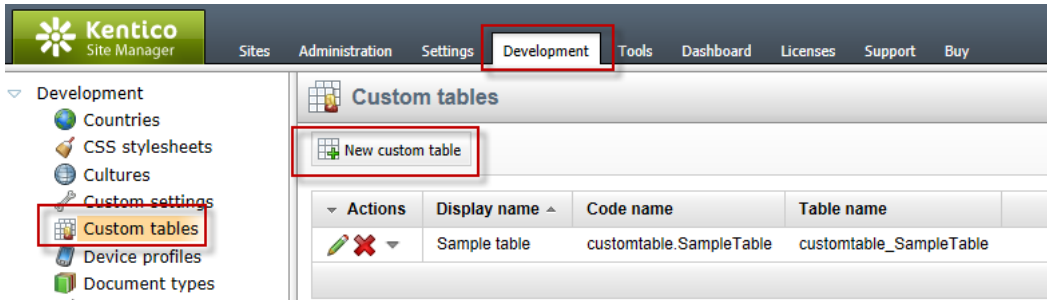 Kentico
Site Manager
Sites Administration Settings Development Tools Dashboard Licenses Support Buy
Development
Countries
CSS stylesheets
Cultures
Custom settings
Custom tables
Device profiles
Document types
Custom tables
New custom table
Actions Display name Code name Table name
Sample table customtable.SampleTable customtable_SampleTable